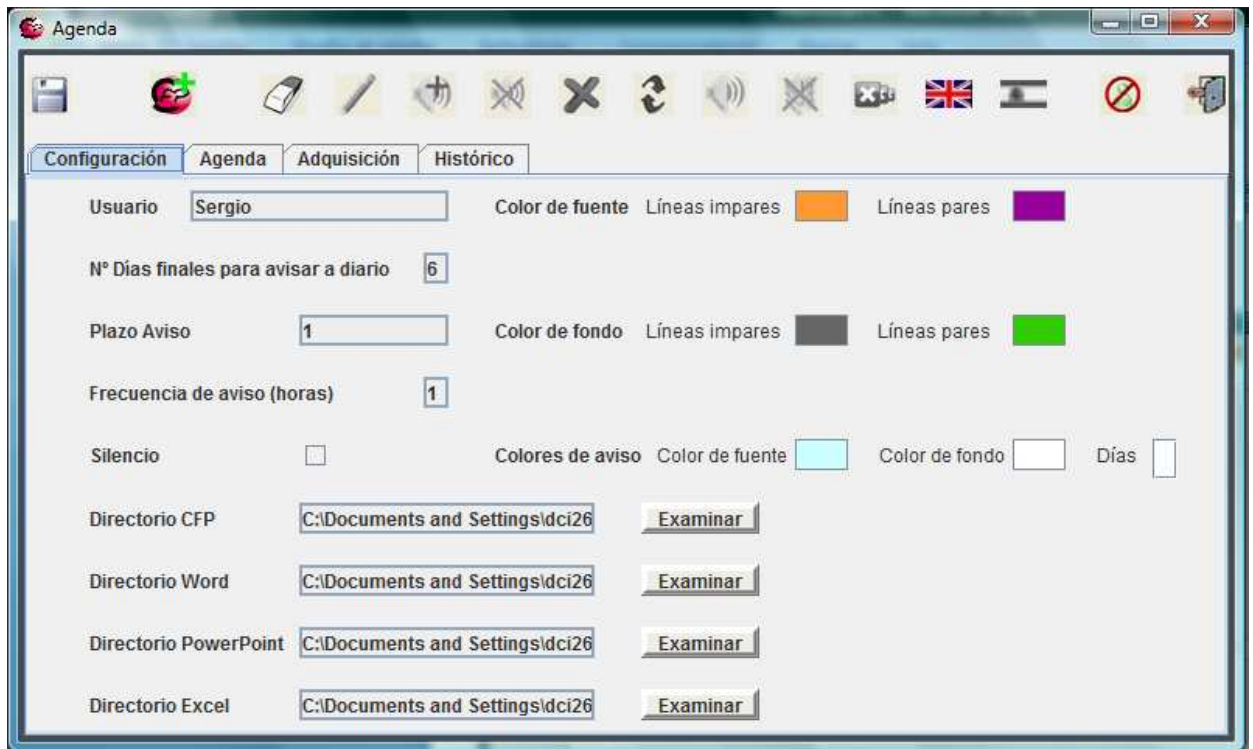 Agenda
Configuración Agenda Adquisición Histórico
Usuario Sergio Color de fuente Líneas impares Líneas pares
Nº Días finales para avisar a diario 6
Plazo Aviso 1 Color de fondo Líneas impares Líneas pares
Frecuencia de aviso (horas) 1
Silencio Colores de aviso Color de fuente Color de fondo Días
Directorio CFP C:\Documents and Settings\dci26 Examinar
Directorio Word C:\Documents and Settings\dci26 Examinar
Directorio PowerPoint C:\Documents and Settings\dci26 Examinar
Directorio Excel C:\Documents and Settings\dci26 Examinar